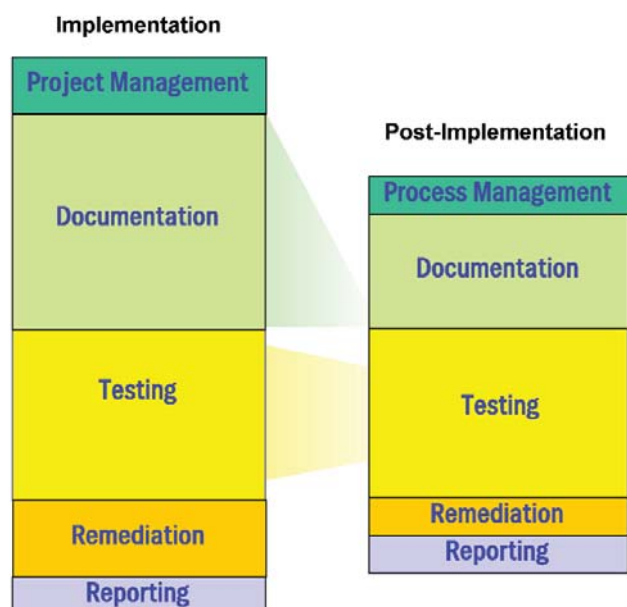 Implementation
Project Management
Documentation
Testing
Remediation
Reporting
Post-Implementation
Process Management
Documentation
Testing
Remediation
Reporting